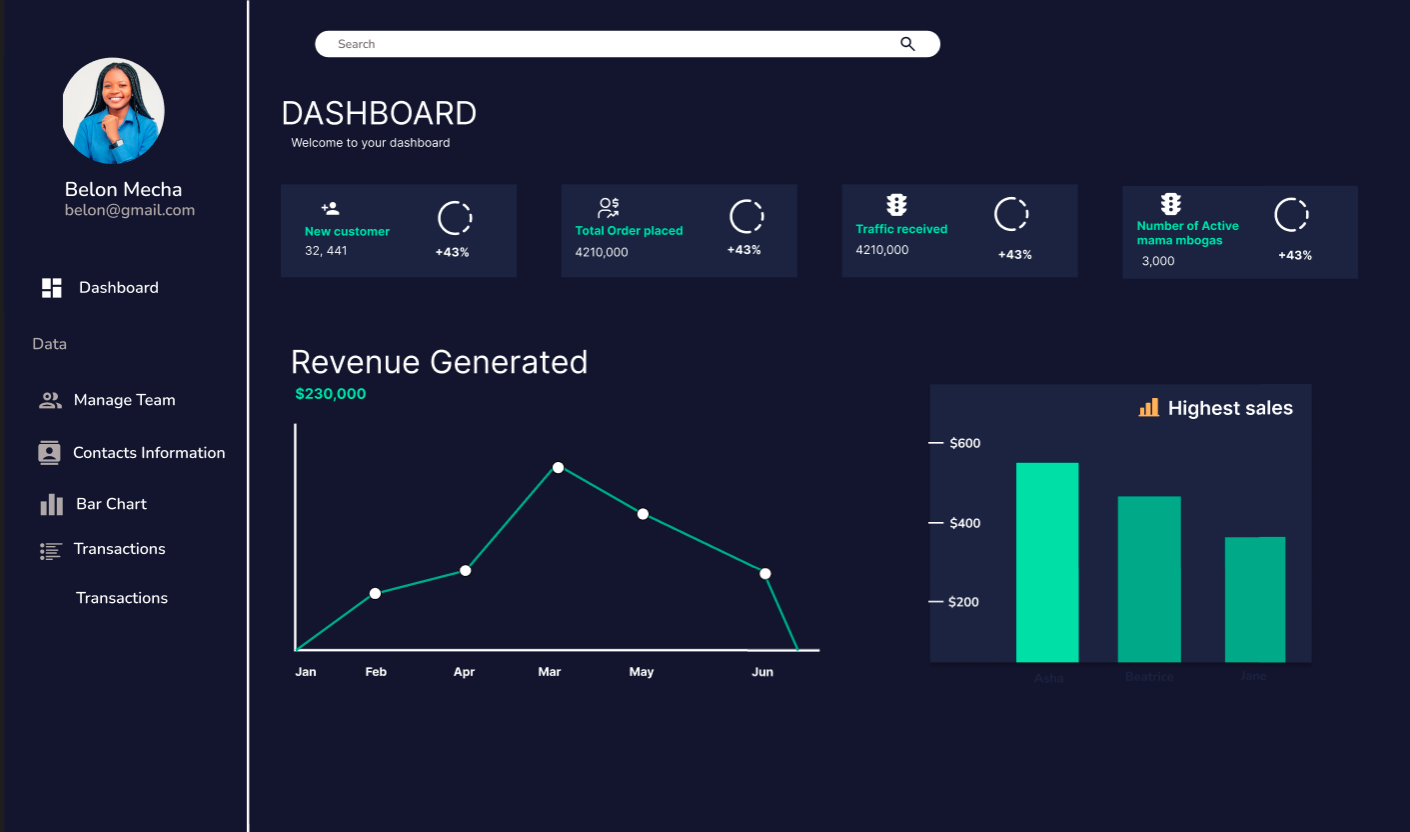 Search
Belon Mecha
belon@gmail.com
Dashboard
Data
Manage Team
Contacts Information
Bar Chart
Transactions
Transactions
DASHBOARD
Welcome to your dashboard
New customer
32, 441
+43%
Total Order placed
4210,000
+43%
Traffic received
4210,000
+43%
Number of Active
mama mbogas
3,000
+43%
Revenue Generated
$230,000
Jan Feb Apr Mar May Jun
Highest sales
$600
$400
$200
Asha Beatrice Jane